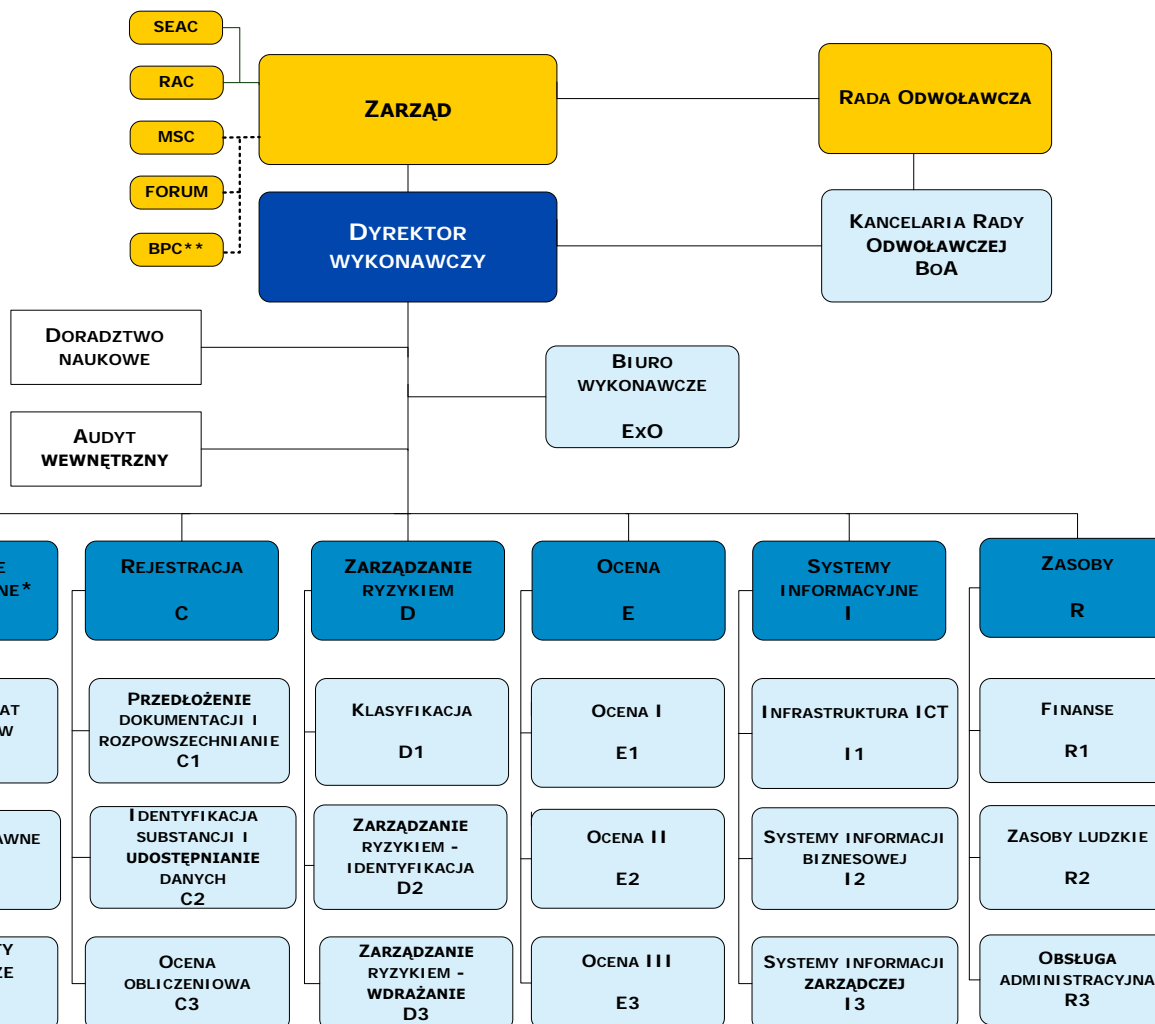 SEAC
RAC
MSC
FORUM
BPC**
ZARZĄD
RADA ODWOŁAWCZA
DYREKTOR
WYKONAWCZY
KANCELARIA RADY
ODWOŁAWCZEJ
BOA
DORADZTWO
NAUKOWE
BIURO
WYKONAWCZE
EXO
AUDYT
WEWNĘTRZNY
REJESTRACJA
C
ZARZĄDZANIE
RYZYKIEM
D
OCENA
E
SYSTEMY
INFORMACYJNE
I
ZASOBY
R
PRZEDŁOŻENIE
DOKUMENTACJI I
ROZPOWSZECHNIANIE
C1
KLASYFIKACJA
D1
OCENA I
E1
INFRASTRUKTURA ICT
I1
FINANSE
R1
IDENTYFIKACJA
SUBSTANCJI I
UDOSTĘPNIANIE
DANYCH
C2
ZARZĄDZANIE
RYZYKIEM -
IDENTYFIKACJA
D2
OCENA II
E2
SYSTEMY INFORMACJI
BIZNESOWEJ
I2
ZASOBY LUDZKIE
R2
OCENA
OBLICZENIOWA
C3
ZARZĄDZANIE
RYZYKIEM -
WDRAŻANIE
D3
OCENA III
E3
SYSTEMY INFORMACJI
ZARZĄDCZEJ
I3
OBSŁUGA
ADMINISTRACYJNA
R3